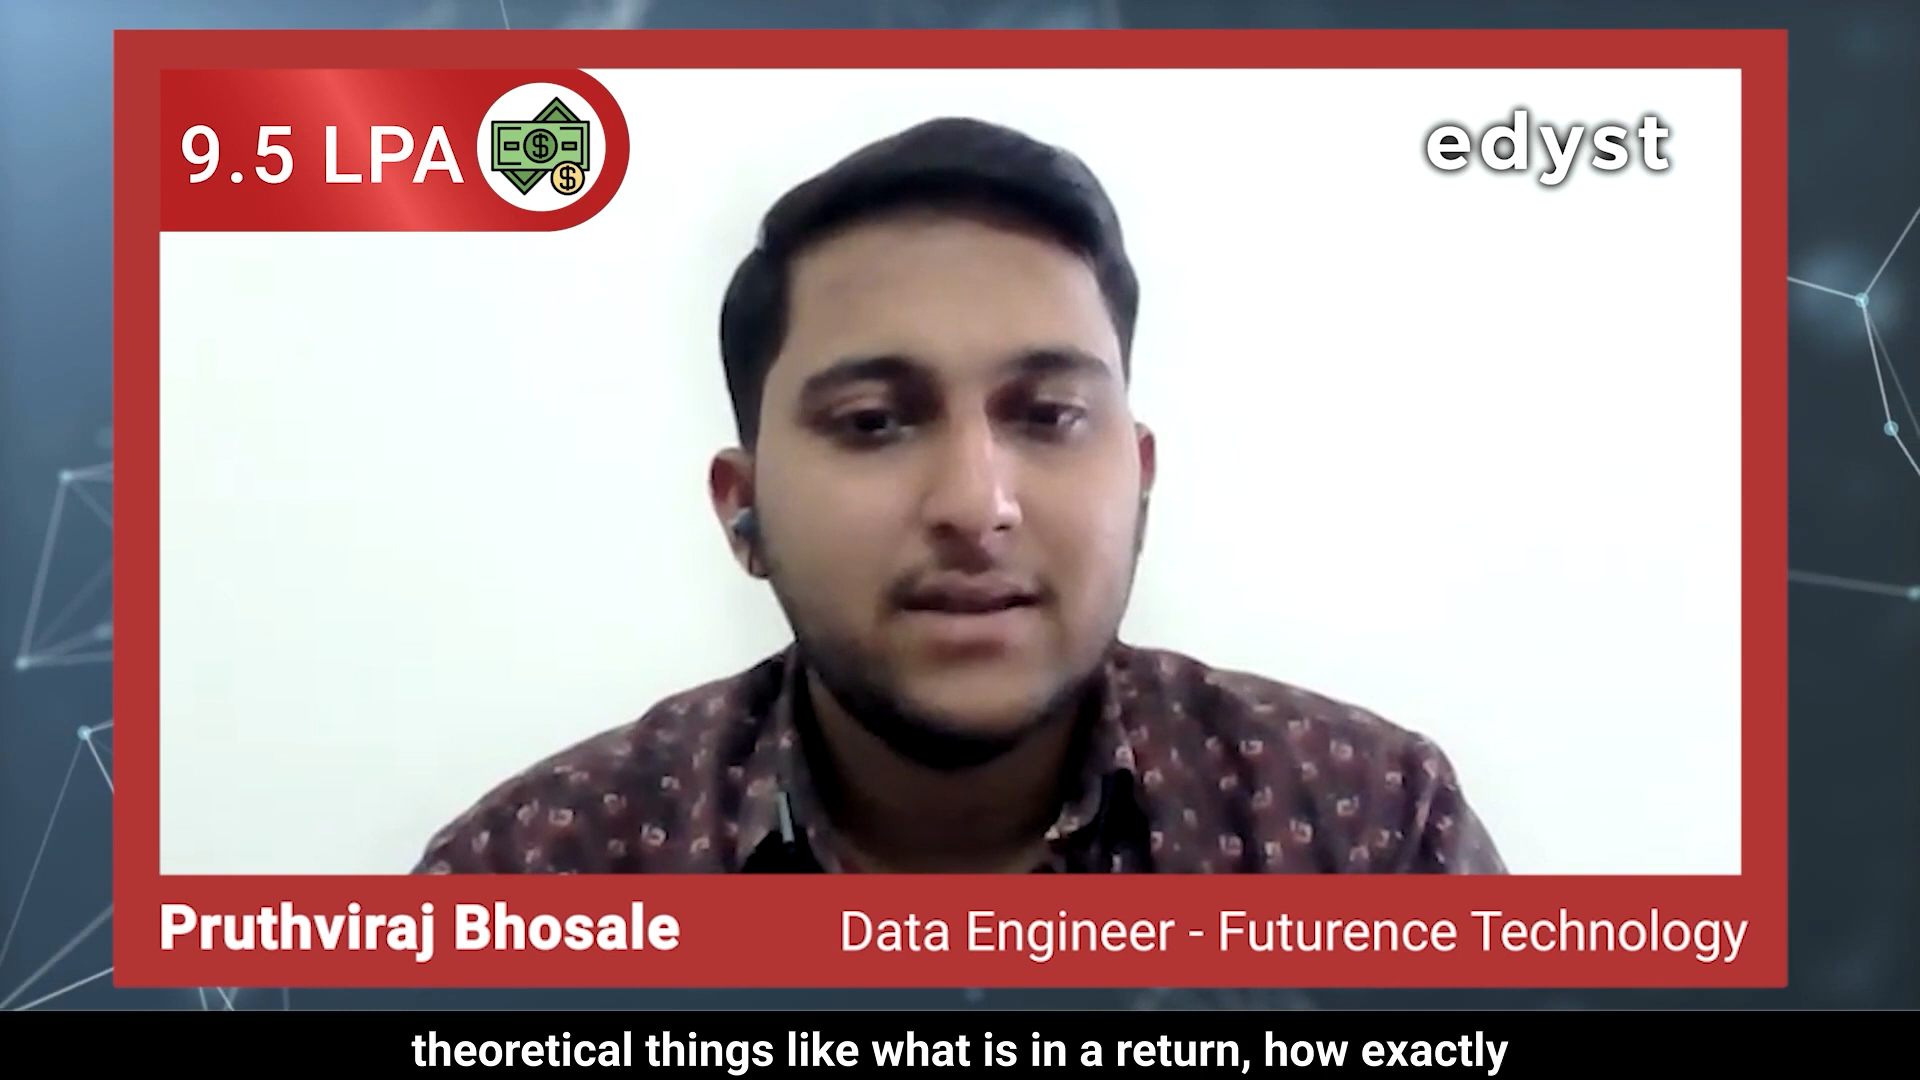 9.5 LPA
edyst
Pruthviraj Bhosale
Data Engineer - Futurence Technology
theoretical things like what is in a return, how exactly